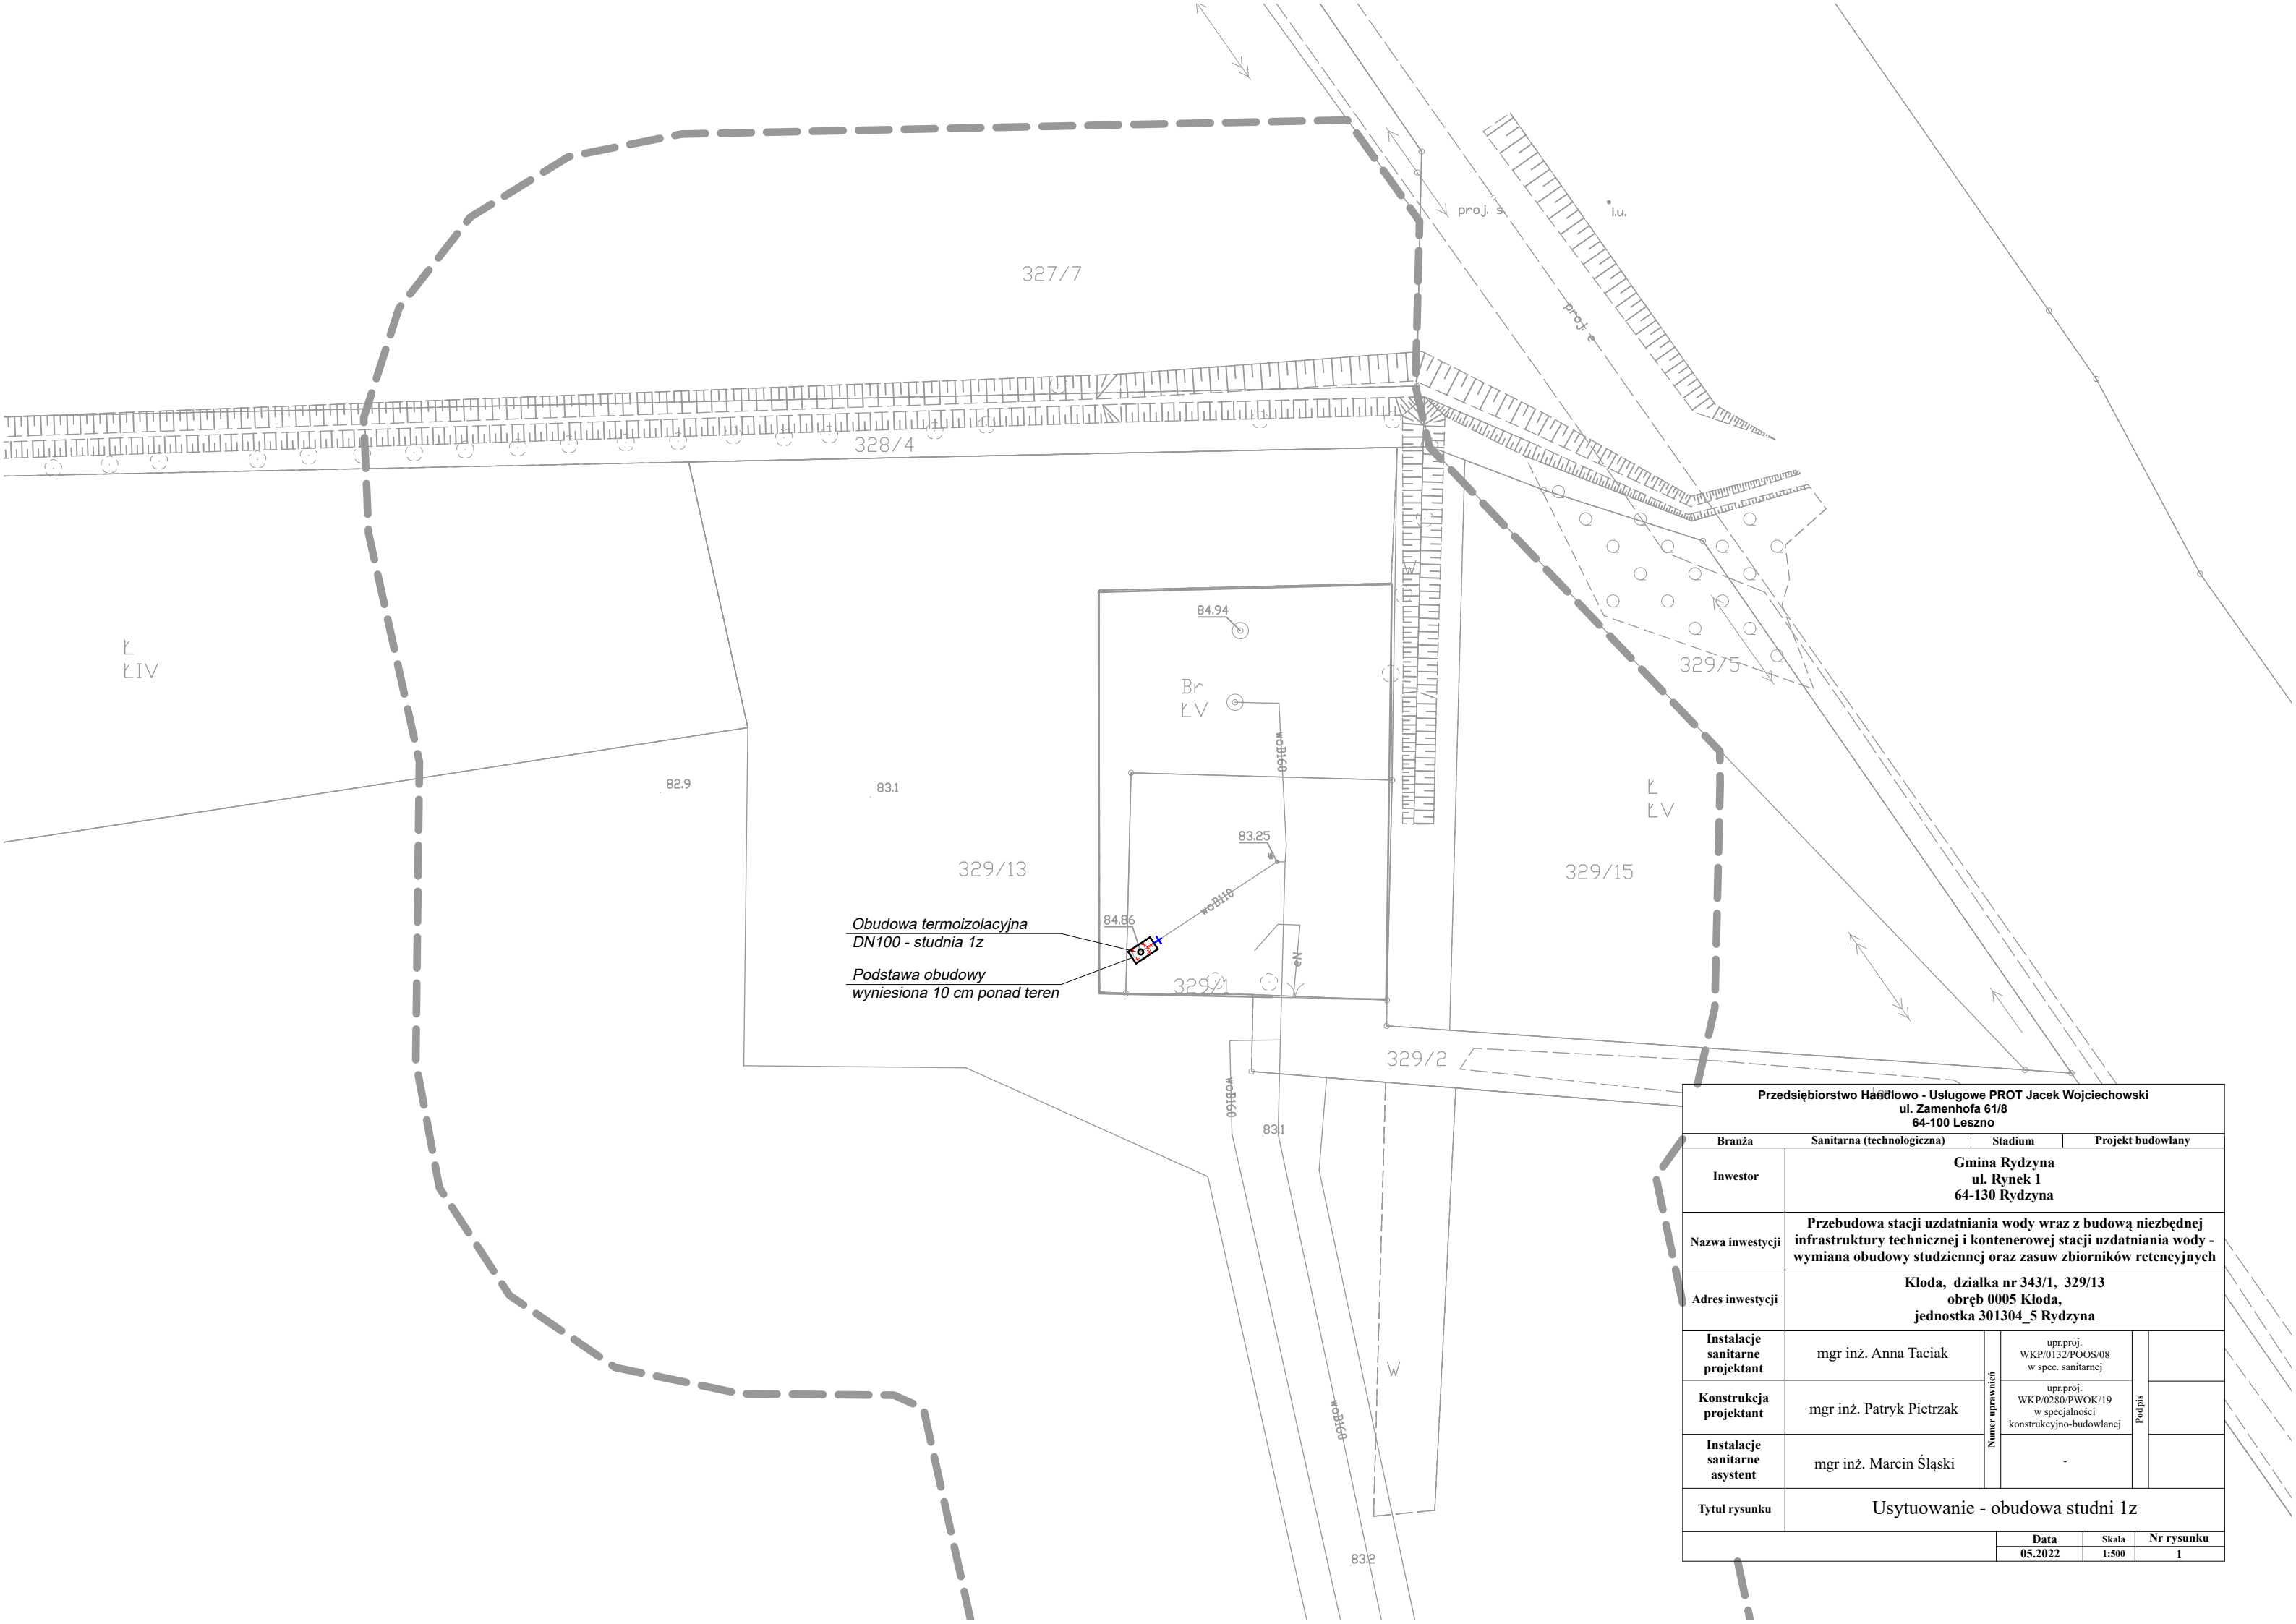 proj. s.
i.u.
327/7
proj. e
328/4
W
84.94
Ł
ŁIV
329/5
Br
ŁV
woB160
82.9
83.1
Ł
ŁV
83.25
w
329/13
329/15
woB110
84.86
Obudowa termoizolacyjna
DN100 - studnia 1z
eN
Podstawa obudowy
wyniesiona 10 cm ponad teren
329/1
329/2
woB160
83.1
W
woB160
83.2
Przedsiębiorstwo Handlowo - Usługowe PROT Jacek Wojciechowski
ul. Zamenhofa 61/8
64-100 Leszno
Branża Sanitarna (technologiczna) Stadium Projekt budowlany
Inwestor
Gmina Rydzyna
ul. Rynek 1
64-130 Rydzyna
Nazwa inwestycji
Przebudowa stacji uzdatniania wody wraz z budową niezbędnej
infrastruktury technicznej i kontenerowej stacji uzdatniania wody -
wymiana obudowy studziennej oraz zasuw zbiorników retencyjnych
Adres inwestycji
Kłoda, działka nr 343/1, 329/13
obręb 0005 Kłoda,
jednostka 301304_5 Rydzyna
Instalacje
sanitarne
projektant
mgr inż. Anna Taciak
Numer uprawnień
upr.proj.
WKP/0132/POOS/08
w spec. sanitarnej
Podpis
Konstrukcja
projektant
mgr inż. Patryk Pietrzak
upr.proj.
WKP/0280/PWOK/19
w specjalności
konstrukcyjno-budowlanej
Instalacje
sanitarne
asystent
mgr inż. Marcin Śląski
-
Tytuł rysunku
Usytuowanie - obudowa studni 1z
Data Skala Nr rysunku
05.2022 1:500 1